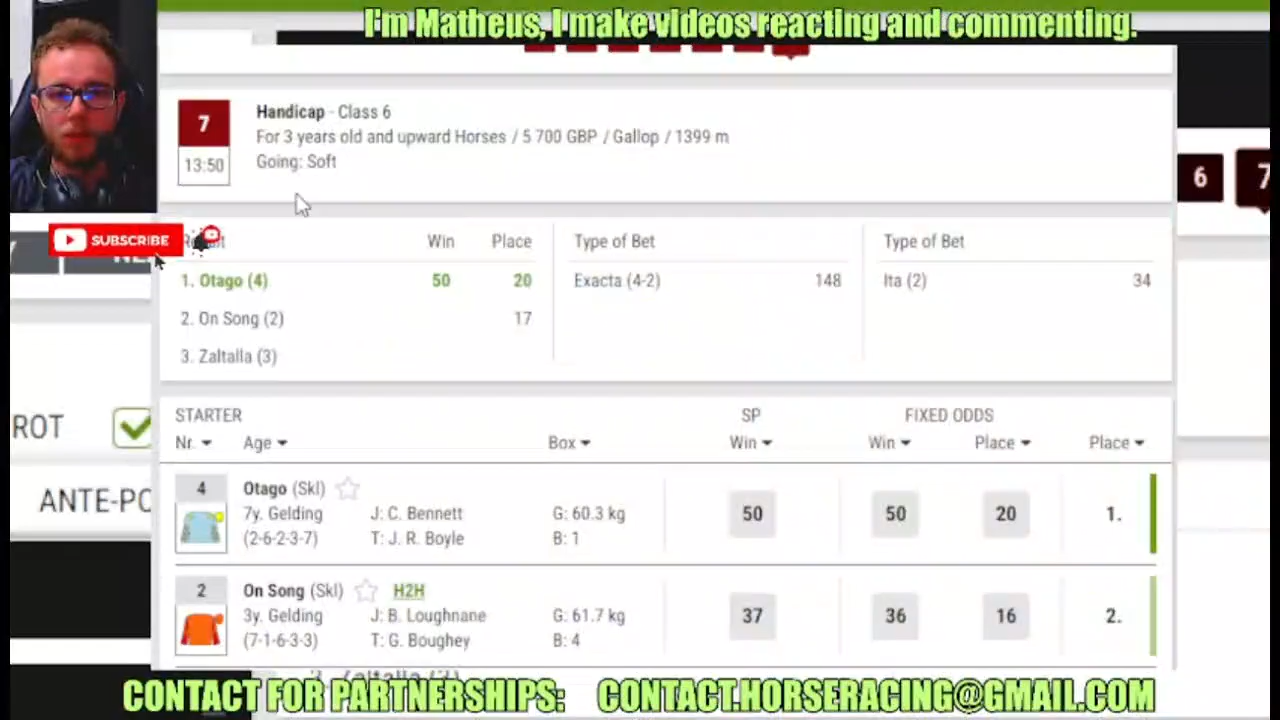 I'm Matheus, I make videos reacting and commenting.
7
Handicap - Class 6
For 3 years old and upward Horses / 5 700 GBP / Gallop / 1399 m
13:50
Going: Soft
6
7
SUBSCRIBE
Win Place Type of Bet Type of Bet
1. Otago (4) 50 20 Exacta (4-2) 148 Ita (2) 34
2. On Song (2) 17
3. Zaltalla (3)
ROT
STARTER SP FIXED ODDS
Nr. Age Box Win Win Place Place
ANTE-PO
4 Otago (Skl)
7y. Gelding J: C. Bennett G: 60.3 kg 50 50 20 1.
(2-6-2-3-7) T: J. R. Boyle B: 1
2 On Song (Skl) H2H
3y. Gelding J: B. Loughnane G: 61.7 kg 37 36 16 2.
(7-1-6-3-3) T: G. Boughey B: 4
3. Zaltalla (3)
CONTACT FOR PARTNERSHIPS: CONTACT.HORSERACING@GMAIL.COM